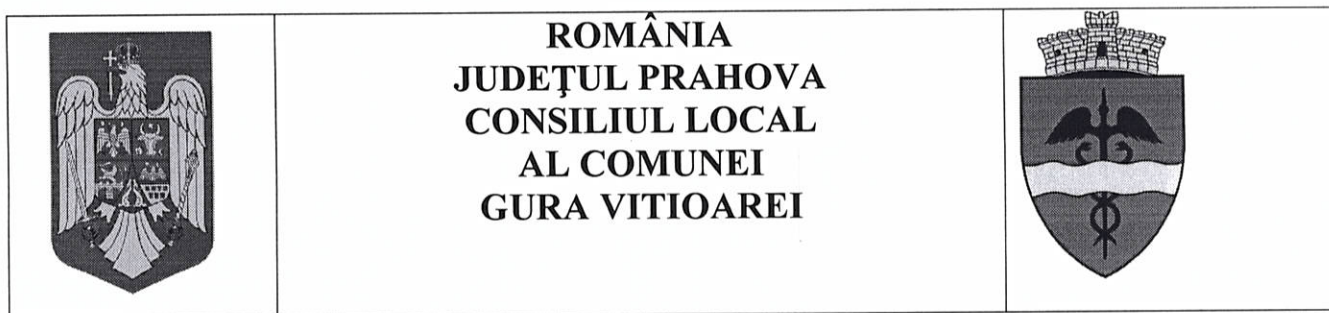 ROMÂNIA
JUDEŢUL PRAHOVA
CONSILIUL LOCAL
AL COMUNEI
GURA VITIOAREI